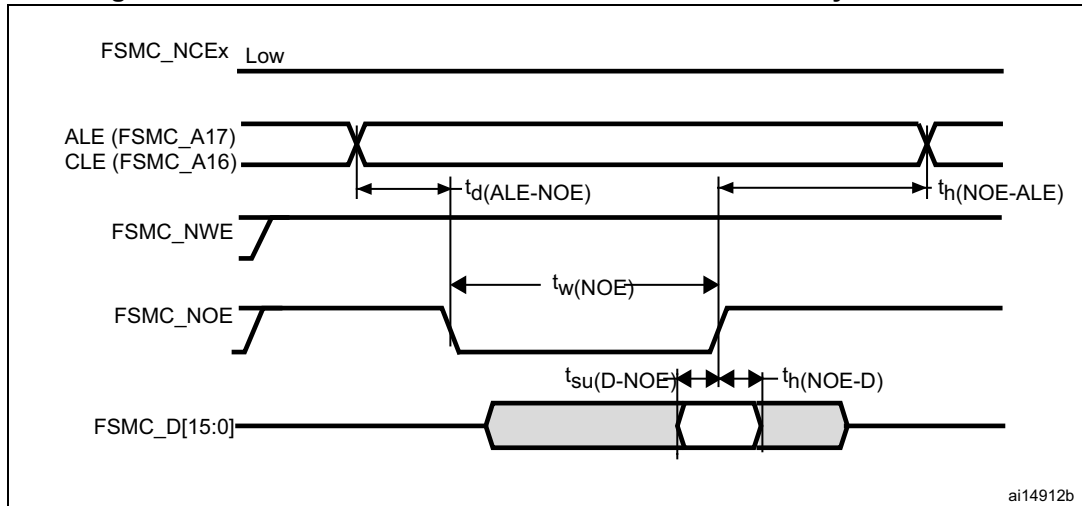 FSMC_NCEx Low
ALE (FSMC_A17)
CLE (FSMC_A16)
td(ALE-NOE) th(NOE-ALE)
FSMC_NWE
tw(NOE)
FSMC_NOE
tsu(D-NOE) th(NOE-D)
FSMC_D[15:0]
ai14912b